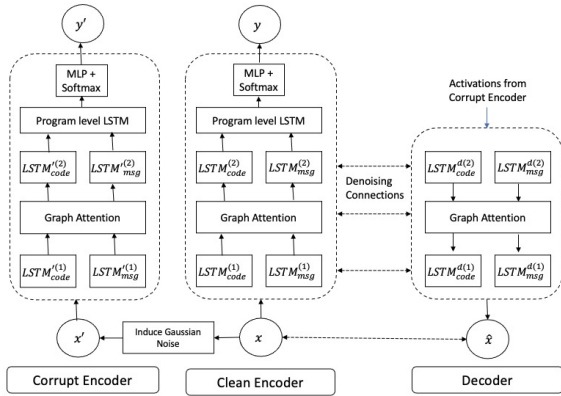 y′
y
MLP +
Softmax
MLP +
Softmax
Activations from
Corrupt Encoder
Program level LSTM
Program level LSTM
LSTM′(2)code
LSTM′(2)msg
LSTM(2)code
LSTM(2)msg
Denoising
Connections
LSTMd(2)code
LSTMd(2)msg
Graph Attention
Graph Attention
Graph Attention
LSTM′(1)code
LSTM′(1)msg
LSTM(1)code
LSTM(1)msg
LSTMd(1)code
LSTMd(1)msg
x′
Induce Gaussian
Noise
x
x̂
Corrupt Encoder
Clean Encoder
Decoder